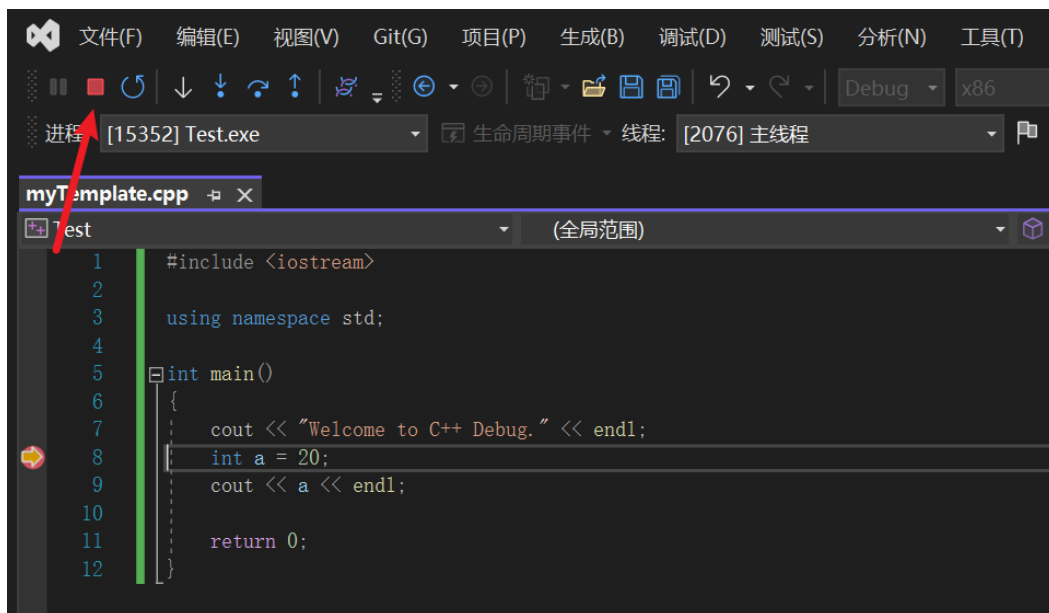 文件(F) 编辑(E) 视图(V) Git(G) 项目(P) 生成(B) 调试(D) 测试(S) 分析(N) 工具(T)
Debug x86
进程 [15352] Test.exe 生命周期事件 线程: [2076] 主线程
myTemplate.cpp
Test (全局范围)
1 #include <iostream>
2
3 using namespace std;
4
5 int main()
6 {
7 cout << "Welcome to C++ Debug." << endl;
8 int a = 20;
9 cout << a << endl;
10
11 return 0;
12 }